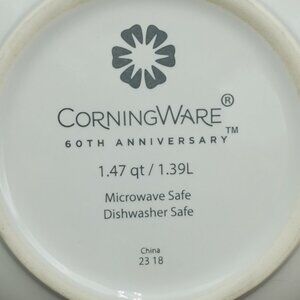 CORNINGWARE®
60TH ANNIVERSARY™
1.47 qt / 1.39L
Microwave Safe
Dishwasher Safe
China
23 18